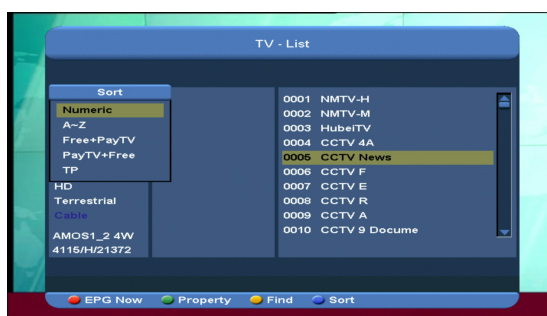 TV - List
Sort
Numeric
A~Z
Free+PayTV
PayTV+Free
TP
HD
Terrestrial
Cable
AMOS1_2 4W
4115/H/21372
0001 NMTV-H
0002 NMTV-M
0003 HubeiTV
0004 CCTV 4A
0005 CCTV News
0006 CCTV F
0007 CCTV E
0008 CCTV R
0009 CCTV A
0010 CCTV 9 Docume
EPG Now Property Find Sort